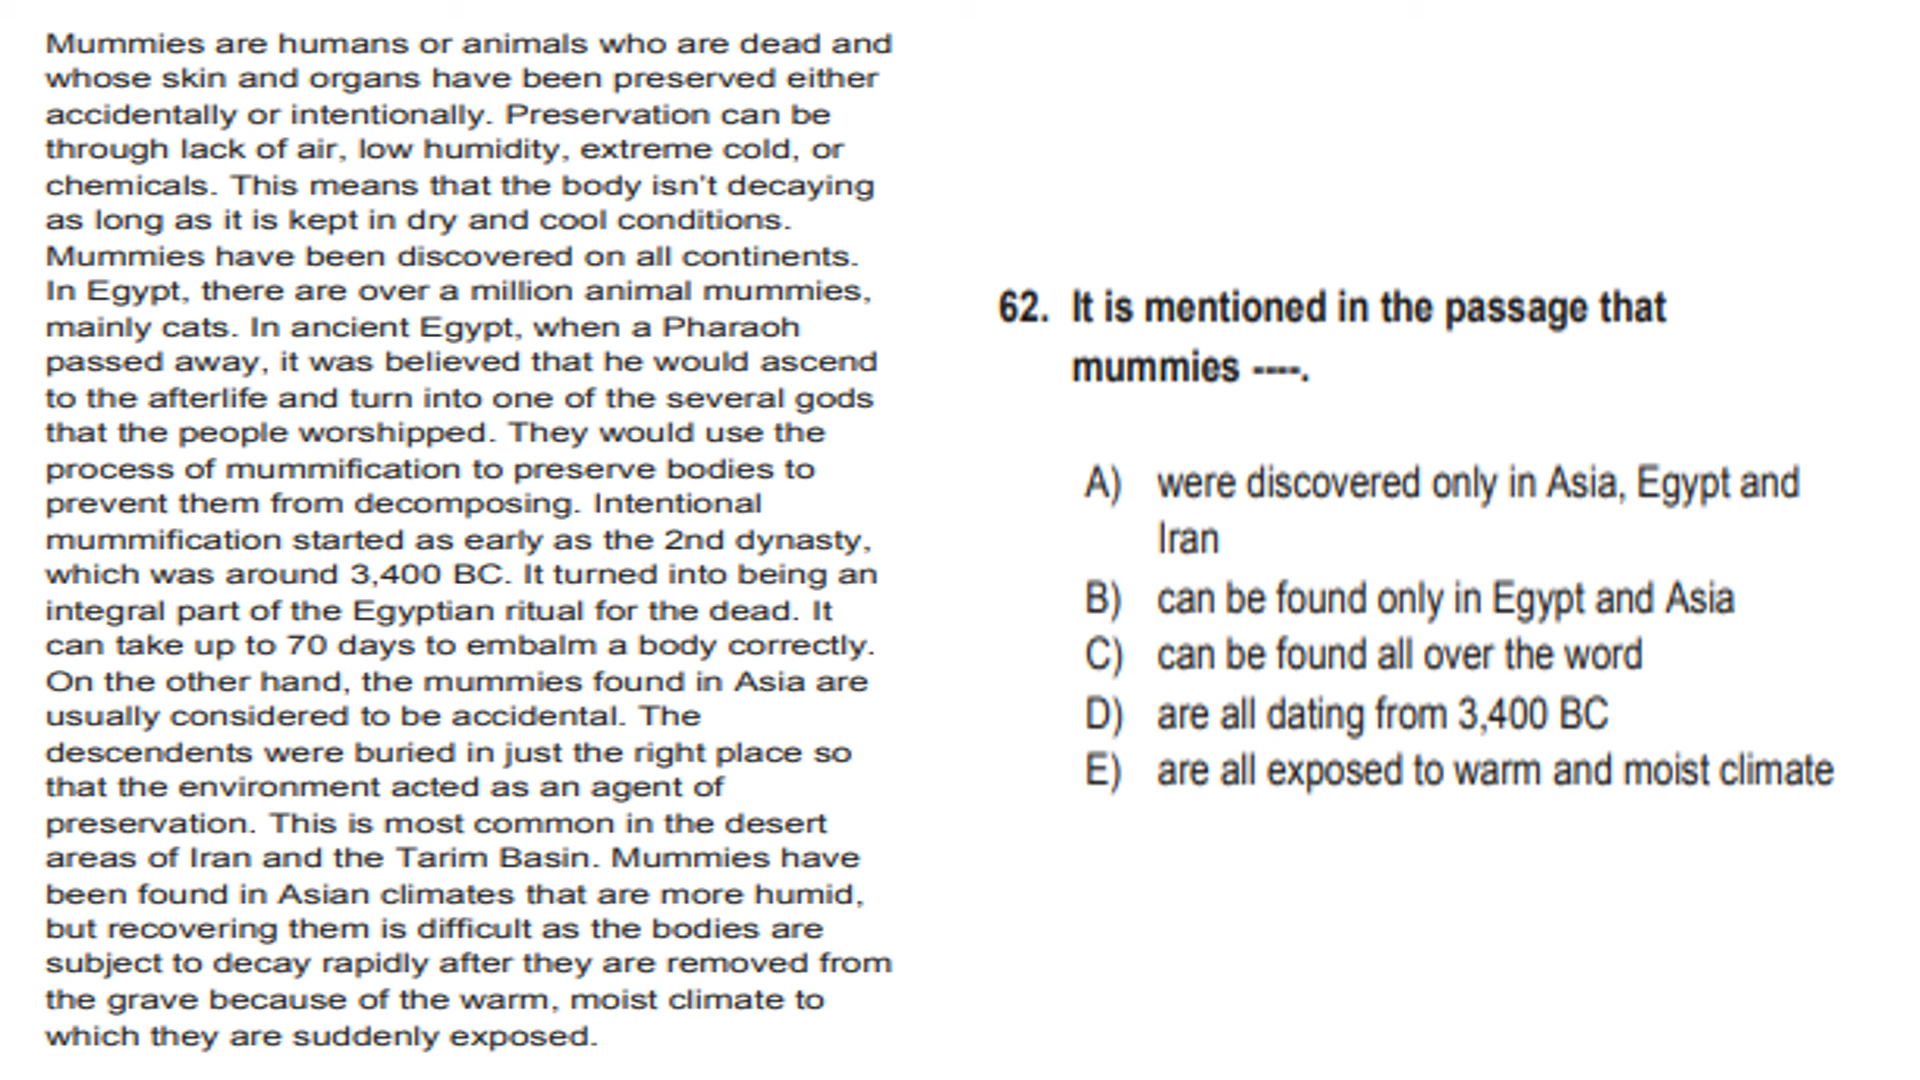 Mummies are humans or animals who are dead and
whose skin and organs have been preserved either
accidentally or intentionally. Preservation can be
through lack of air, low humidity, extreme cold, or
chemicals. This means that the body isn't decaying
as long as it is kept in dry and cool conditions.
Mummies have been discovered on all continents.
In Egypt, there are over a million animal mummies,
mainly cats. In ancient Egypt, when a Pharaoh
passed away, it was believed that he would ascend
to the afterlife and turn into one of the several gods
that the people worshipped. They would use the
process of mummification to preserve bodies to
prevent them from decomposing. Intentional
mummification started as early as the 2nd dynasty,
which was around 3,400 BC. It turned into being an
integral part of the Egyptian ritual for the dead. It
can take up to 70 days to embalm a body correctly.
On the other hand, the mummies found in Asia are
usually considered to be accidental. The
descendents were buried in just the right place so
that the environment acted as an agent of
preservation. This is most common in the desert
areas of Iran and the Tarim Basin. Mummies have
been found in Asian climates that are more humid,
but recovering them is difficult as the bodies are
subject to decay rapidly after they are removed from
the grave because of the warm, moist climate to
which they are suddenly exposed.
62. It is mentioned in the passage that
mummies ----.
A) were discovered only in Asia, Egypt and
Iran
B) can be found only in Egypt and Asia
C) can be found all over the word
D) are all dating from 3,400 BC
E) are all exposed to warm and moist climate